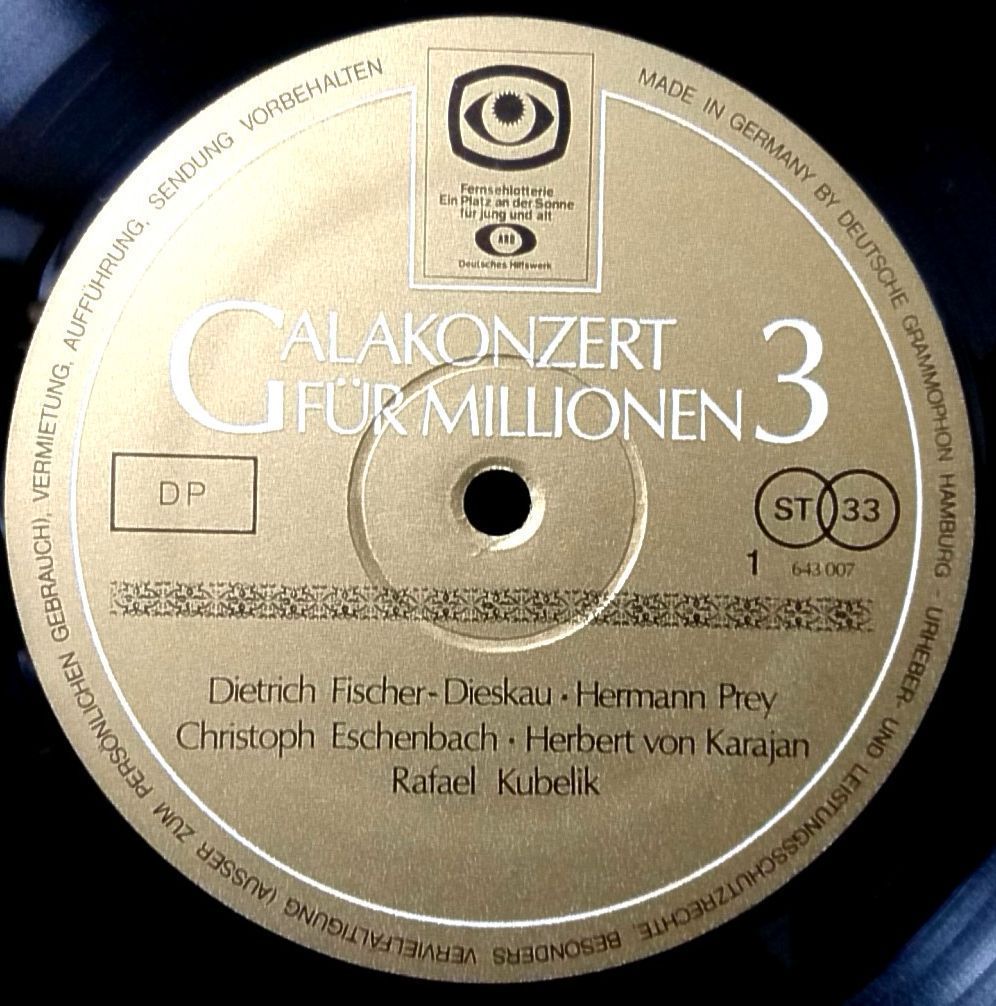 MADE IN GERMANY BY DEUTSCHE GRAMMOPHON HAMBURG - URHEBER- UND LEISTUNGSSCHUTZRECHTE, BESONDERS VERVIELFÄLTIGUNG (AUSSER ZUM PERSÖNLICHEN GEBRAUCH), VERMIETUNG, AUFFÜHRUNG, SENDUNG VORBEHALTEN
Fernsehlotterie
Ein Platz an der Sonne
für jung und alt
ARD
Deutsches Hilfswerk
GALAKONZERT
FÜR MILLIONEN 3
DP
ST 33
1 643 007
Dietrich Fischer-Dieskau · Hermann Prey
Christoph Eschenbach · Herbert von Karajan
Rafael Kubelik